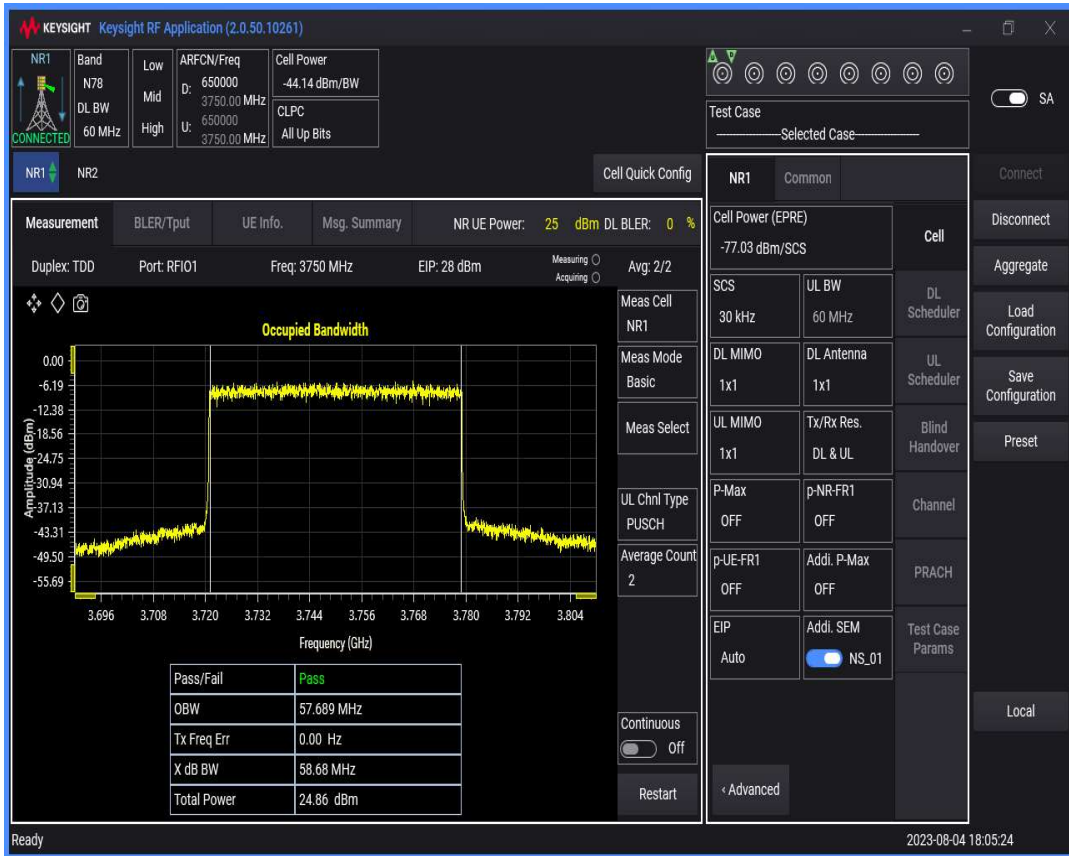 KEYSIGHT Keysight RF Application (2.0.50.10261)
NR1
CONNECTED
Band
N78
DL BW
60 MHz
Low
Mid
High
ARFCN/Freq
D: 650000
3750.00 MHz
U: 650000
3750.00 MHz
Cell Power
-44.14 dBm/BW
CLPC
All Up Bits
Test Case
Selected Case
SA
NR1
NR2
Cell Quick Config
Measurement
BLER/Tput
UE Info.
Msg. Summary
NR UE Power: 25 dBm DL BLER: 0 %
Duplex: TDD
Port: RFIO1
Freq: 3750 MHz
EIP: 28 dBm
Measuring
Acquiring
Avg: 2/2
Occupied Bandwidth
Amplitude (dBm)
0.00
-6.19
-12.38
-18.56
-24.75
-30.94
-37.13
-43.31
-49.50
-55.69
3.696 3.708 3.720 3.732 3.744 3.756 3.768 3.780 3.792 3.804
Frequency (GHz)
Pass/Fail Pass
OBW 57.689 MHz
Tx Freq Err 0.00 Hz
X dB BW 58.68 MHz
Total Power 24.86 dBm
Meas Cell
NR1
Meas Mode
Basic
Meas Select
UL Chnl Type
PUSCH
Average Count
2
Continuous
Off
Restart
NR1
Common
Cell Power (EPRE)
-77.03 dBm/SCS
SCS
30 kHz
UL BW
60 MHz
DL MIMO
1x1
DL Antenna
1x1
UL MIMO
1x1
Tx/Rx Res.
DL & UL
P-Max
OFF
p-NR-FR1
OFF
p-UE-FR1
OFF
Addi. P-Max
OFF
EIP
Auto
Addi. SEM
NS_01
‹ Advanced
Cell
DL
Scheduler
UL
Scheduler
Blind
Handover
Channel
PRACH
Test Case
Params
Connect
Disconnect
Aggregate
Load
Configuration
Save
Configuration
Preset
Local
Ready
2023-08-04 18:05:24